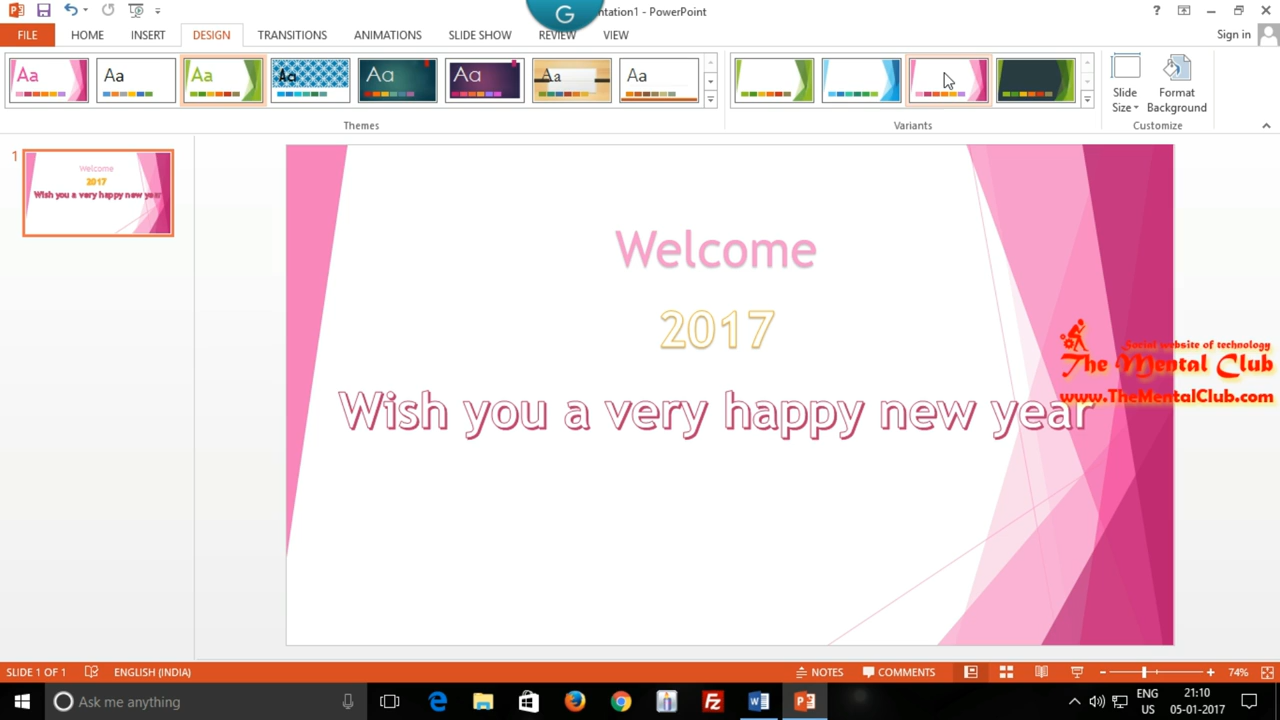 ntation1 - PowerPoint
?
Sign in
FILE
HOME
INSERT
DESIGN
TRANSITIONS
ANIMATIONS
SLIDE SHOW
REVIEW
VIEW
Aa
Aa
Aa
Aa
Aa
Aa
Aa
Aa
Slide Size
Format Background
Themes
Variants
Customize
1
Welcome
2017
Wish you a very happy new year
Welcome
2017
Wish you a very happy new year
Social website of technology
The Mental Club
www.TheMentalClub.com
SLIDE 1 OF 1
ENGLISH (INDIA)
NOTES
COMMENTS
74%
Ask me anything
ENG
US
21:10
05-01-2017